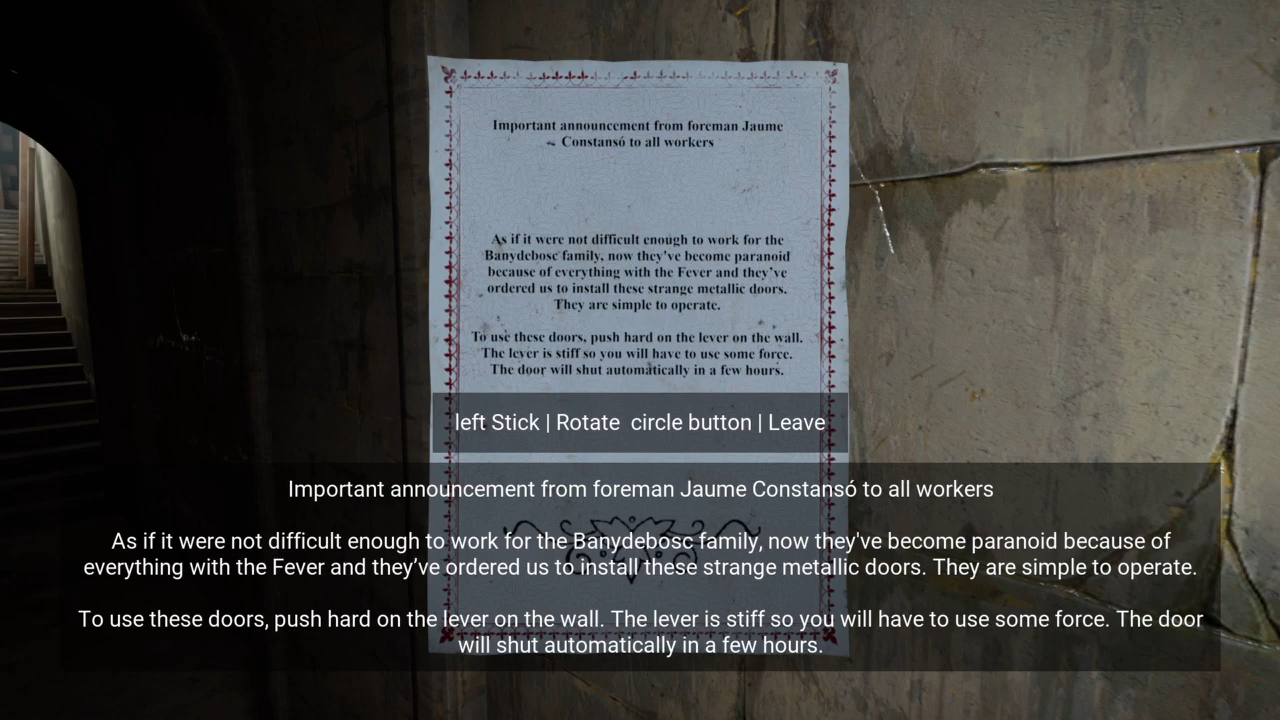 Important announcement from foreman Jaume
Constansó to all workers
As if it were not difficult enough to work for the
Banydebosc family, now they've become paranoid
because of everything with the Fever and they've
ordered us to install these strange metallic doors.
They are simple to operate.
To use these doors, push hard on the lever on the wall.
The lever is stiff so you will have to use some force.
The door will shut automatically in a few hours.
left Stick | Rotate  circle button | Leave
Important announcement from foreman Jaume Constansó to all workers
As if it were not difficult enough to work for the Banydebosc family, now they've become paranoid because of
everything with the Fever and they’ve ordered us to install these strange metallic doors. They are simple to operate.
To use these doors, push hard on the lever on the wall. The lever is stiff so you will have to use some force. The door
will shut automatically in a few hours.